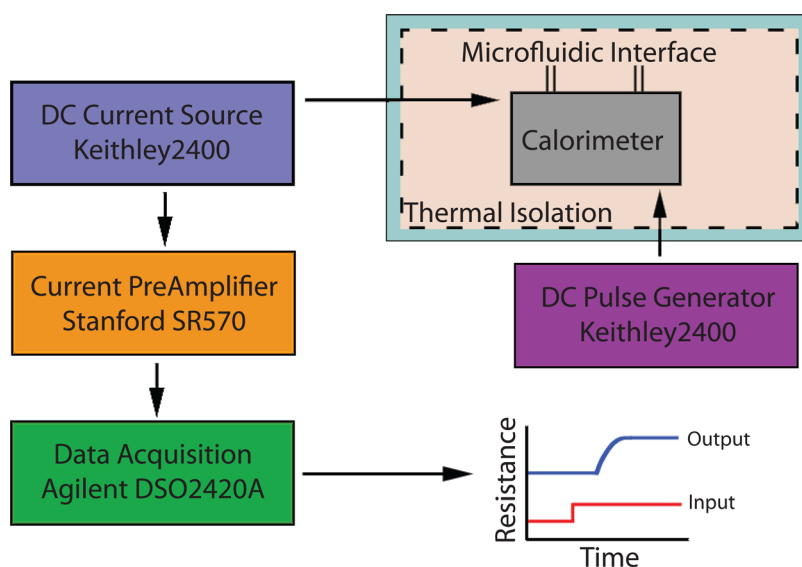 DC Current Source
Keithley2400
Microfluidic Interface
Calorimeter
Thermal Isolation
Current PreAmplifier
Stanford SR570
DC Pulse Generator
Keithley2400
Data Acquisition
Agilent DSO2420A
Resistance
Output
Input
Time